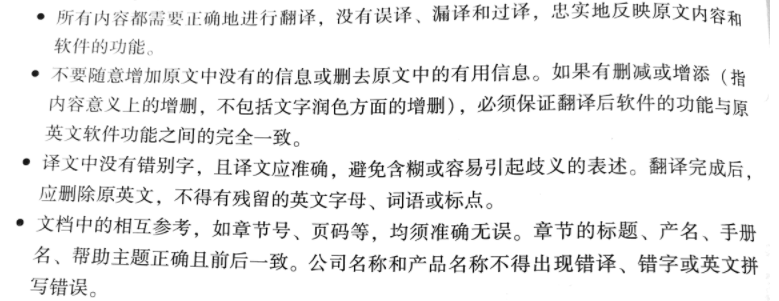 • 所有内容都需要正确地进行翻译，没有误译、漏译和过译，忠实地反映原文内容和
软件的功能。
• 不要随意增加原文中没有的信息或删去原文中的有用信息。如果有删减或增添（指
内容意义上的增删，不包括文字润色方面的增删），必须保证翻译后软件的功能与原
英文软件功能之间的完全一致。
• 译文中没有错别字，且译文应准确，避免含糊或容易引起歧义的表述。翻译完成后，
应删除原英文，不得有残留的英文字母、词语或标点。
• 文档中的相互参考，如章节号、页码等，均须准确无误。章节的标题、产名、手册
名、帮助主题正确且前后一致。公司名称和产品名称不得出现错译、错字或英文拼
写错误。